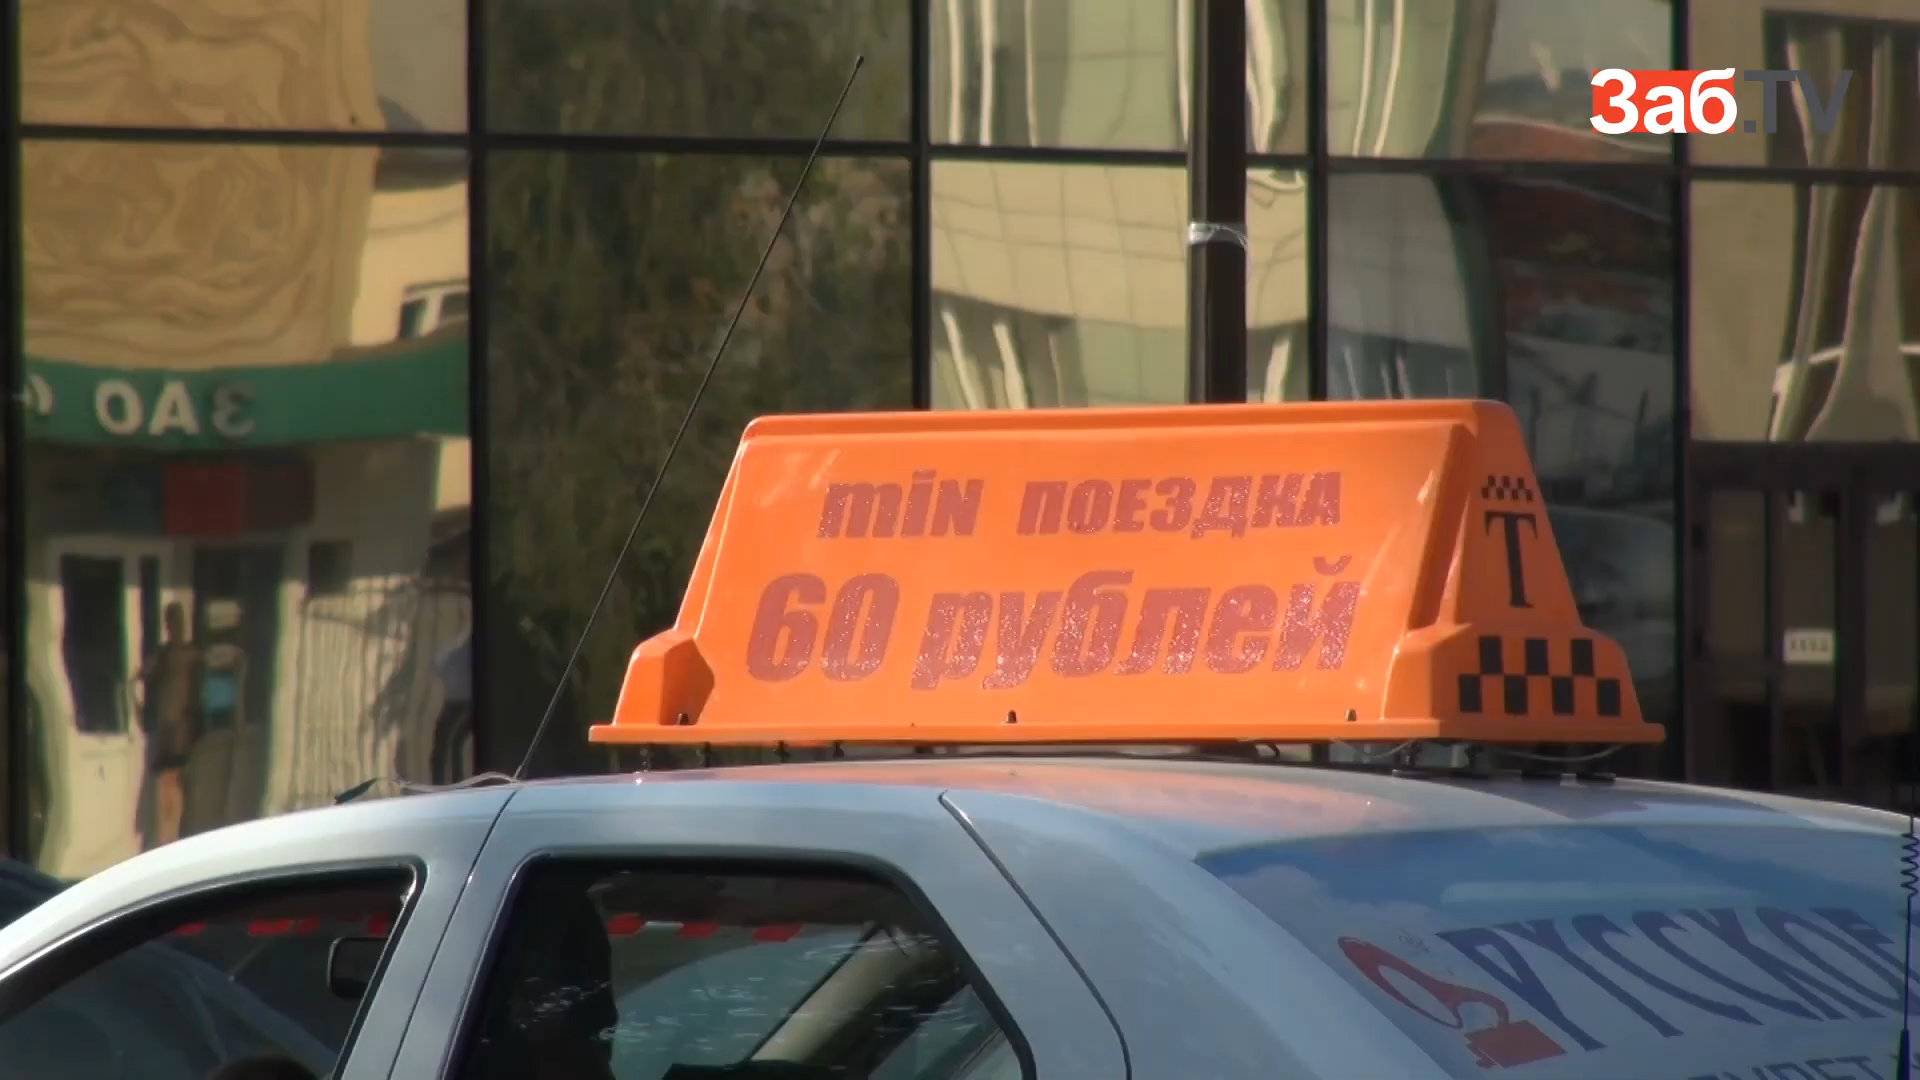 Заб.TV
ЗАО
min ПОЕЗДКА
60 рублей
Т
РУССКОЕ